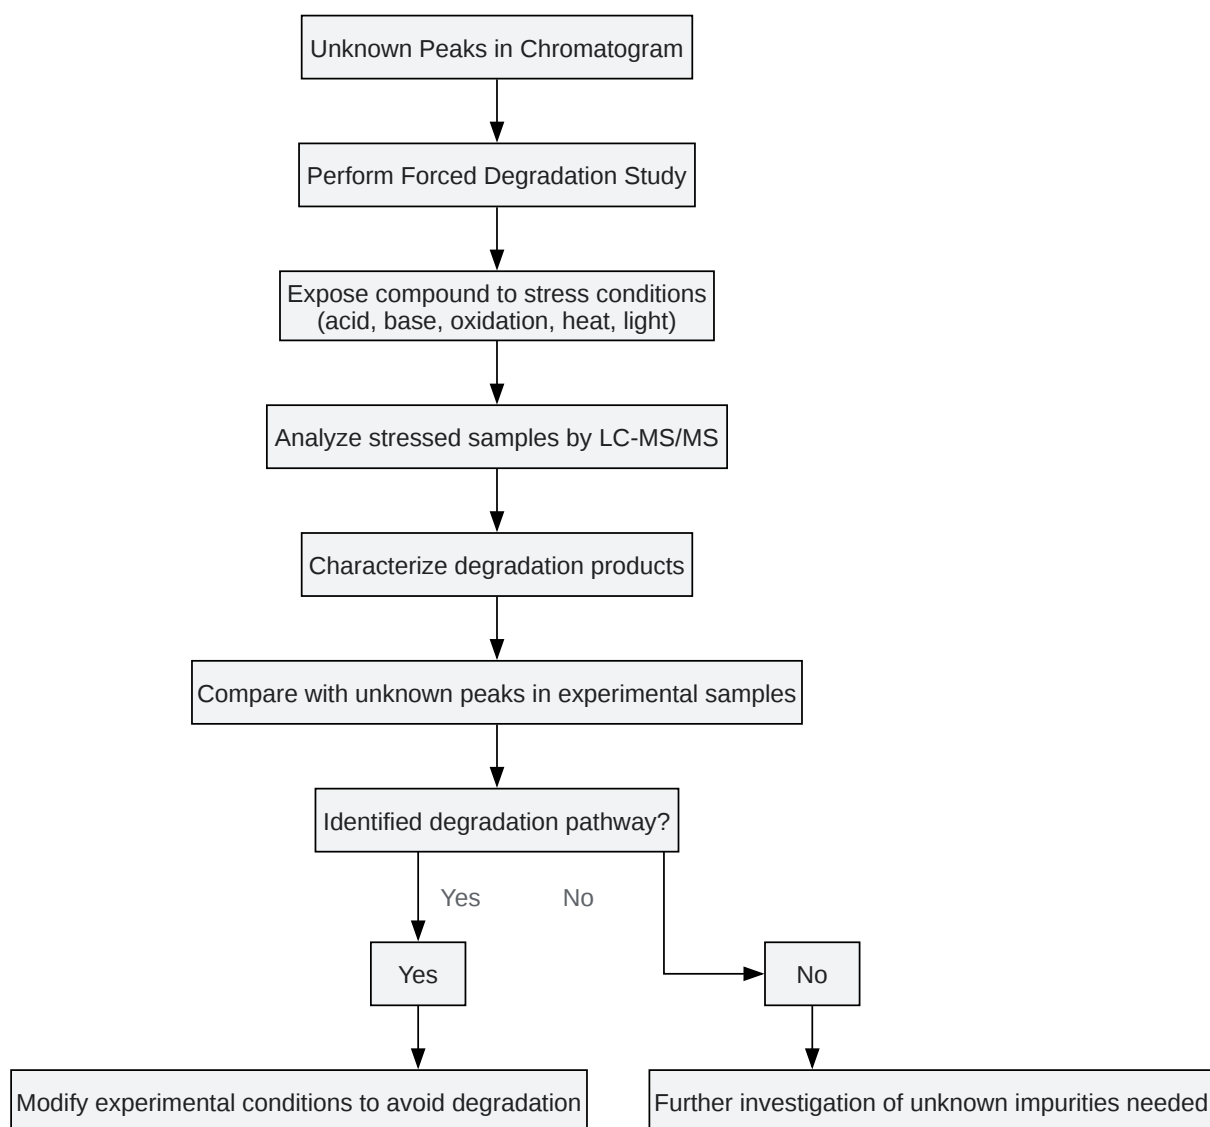 Unknown Peaks in Chromatogram
Perform Forced Degradation Study
Expose compound to stress conditions
(acid, base, oxidation, heat, light)
Analyze stressed samples by LC-MS/MS
Characterize degradation products
Compare with unknown peaks in experimental samples
Identified degradation pathway?
Yes
No
Yes
No
Modify experimental conditions to avoid degradation
Further investigation of unknown impurities needed